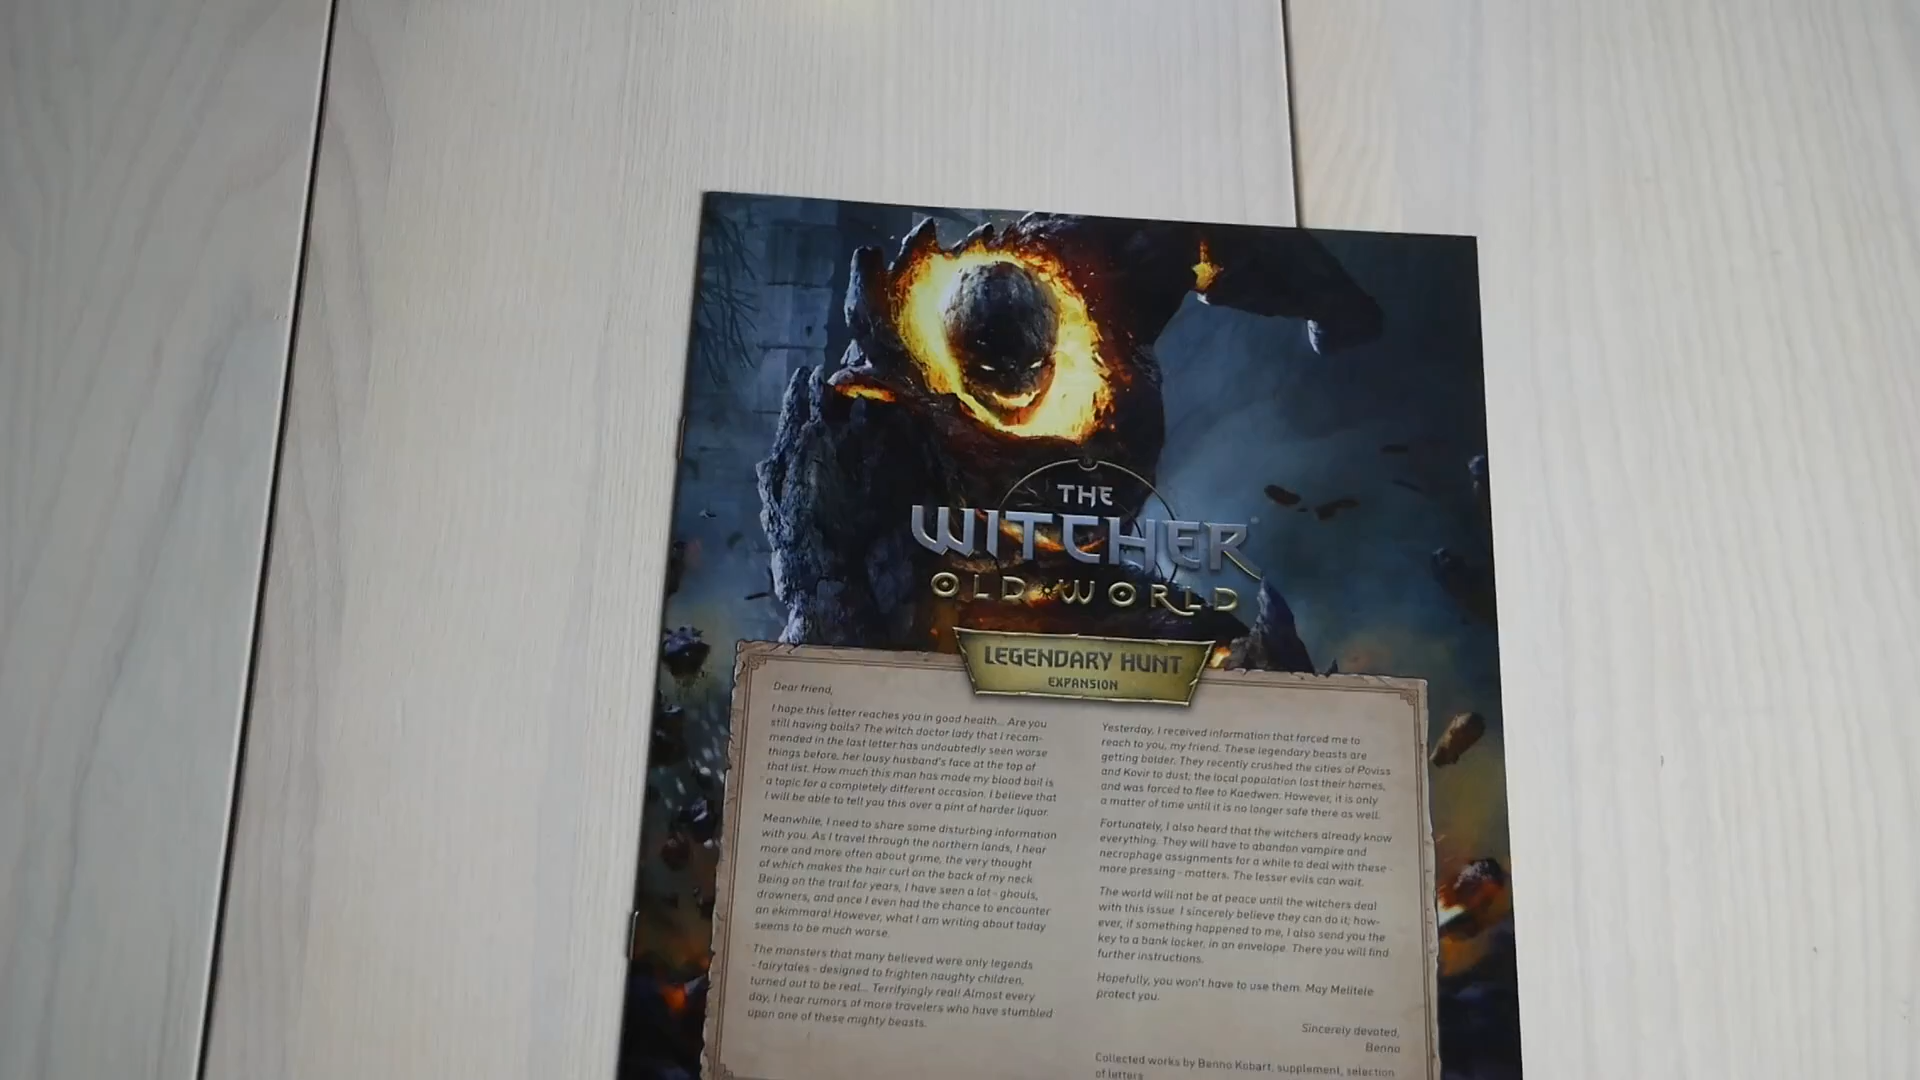 THE
WITCHER
OLD WORLD
LEGENDARY HUNT
EXPANSION
Dear friend,
I hope this letter reaches you in good health... Are you
still having boils? The witch doctor lady that I recom-
mended in the last letter has undoubtedly seen worse
things before, her lousy husband's face at the top of
that list. How much this man has made my blood boil is
a topic for a completely different occasion. I believe that
I will be able to tell you this over a pint of harder liquor.
Meanwhile, I need to share some disturbing information
with you. As I travel through the northern lands, I hear
more and more often about grime, the very thought
of which makes the hair curl on the back of my neck
Being on the trail for years, I have seen a lot - ghouls,
drowners, and once I even had the chance to encounter
an ekimmara! However, what I am writing about today
seems to be much worse.
The monsters that many believed were only legends
- fairytales - designed to frighten naughty children,
turned out to be real... Terrifyingly real! Almost every
day, I hear rumors of more travelers who have stumbled
upon one of these mighty beasts.
Yesterday, I received information that forced me to
reach to you, my friend. These legendary beasts are
getting bolder. They recently crushed the cities of Poviss
and Kovir to dust; the local population lost their homes,
and was forced to flee to Kaedwen. However, it is only
a matter of time until it is no longer safe there as well.
Fortunately, I also heard that the witchers already know
everything. They will have to abandon vampire and
necrophage assignments for a while to deal with these -
more pressing - matters. The lesser evils can wait.
The world will not be at peace until the witchers deal
with this issue. I sincerely believe they can do it; how-
ever, if something happened to me, I also send you the
key to a bank locker, in an envelope. There you will find
further instructions.
Hopefully, you won't have to use them. May Melitele
protect you.
Sincerely devoted,
Benno
Collected works by Benno Kobart, supplement, selection
of letters